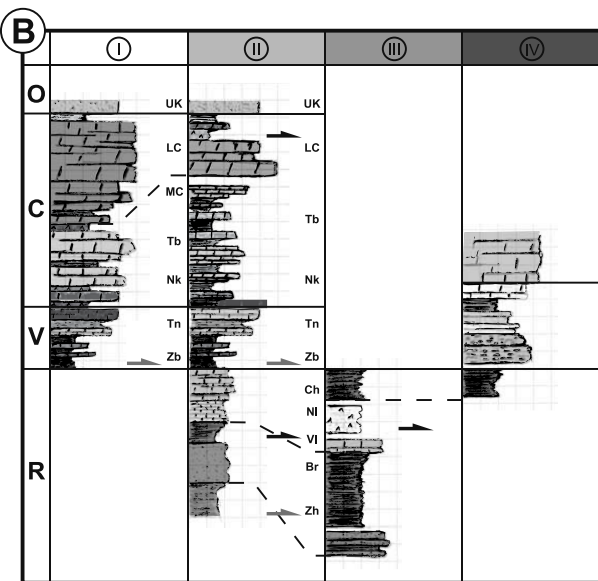 B
I II III IV
O UK UK
C LC LC
MC
Tb Tb
Nk Nk
V Tn Tn
Zb Zb
R Ch
Nl
Vl
Br
Zh